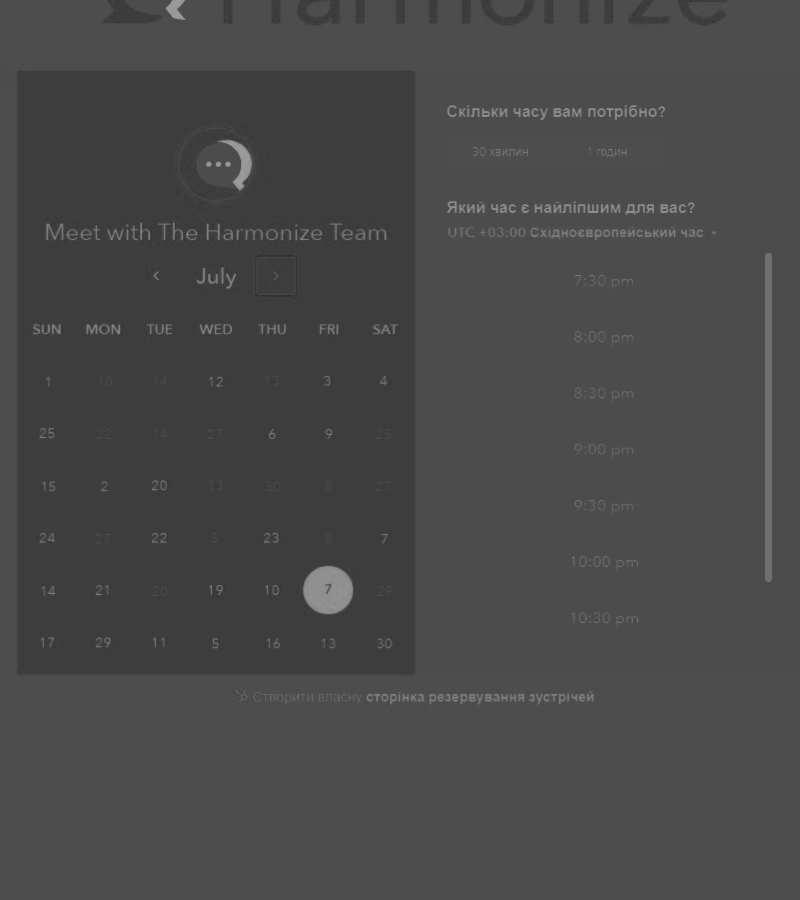 Harmonize
Скільки часу вам потрібно?
30 хвилин 1 годин
Meet with The Harmonize Team
Який час є найліпшим для вас?
UTC +03:00 Східноєвропейський час
July
SUN MON TUE WED THU FRI SAT
1 10 14 12 13 3 4
25 22 14 27 6 9 25
15 2 20 13 30 8 27
24 27 22 5 23 6 7
14 21 20 19 10 7 29
17 29 11 5 16 13 30
7:30 pm
8:00 pm
8:30 pm
9:00 pm
9:30 pm
10:00 pm
10:30 pm
Створити власну сторінка резервування зустрічей